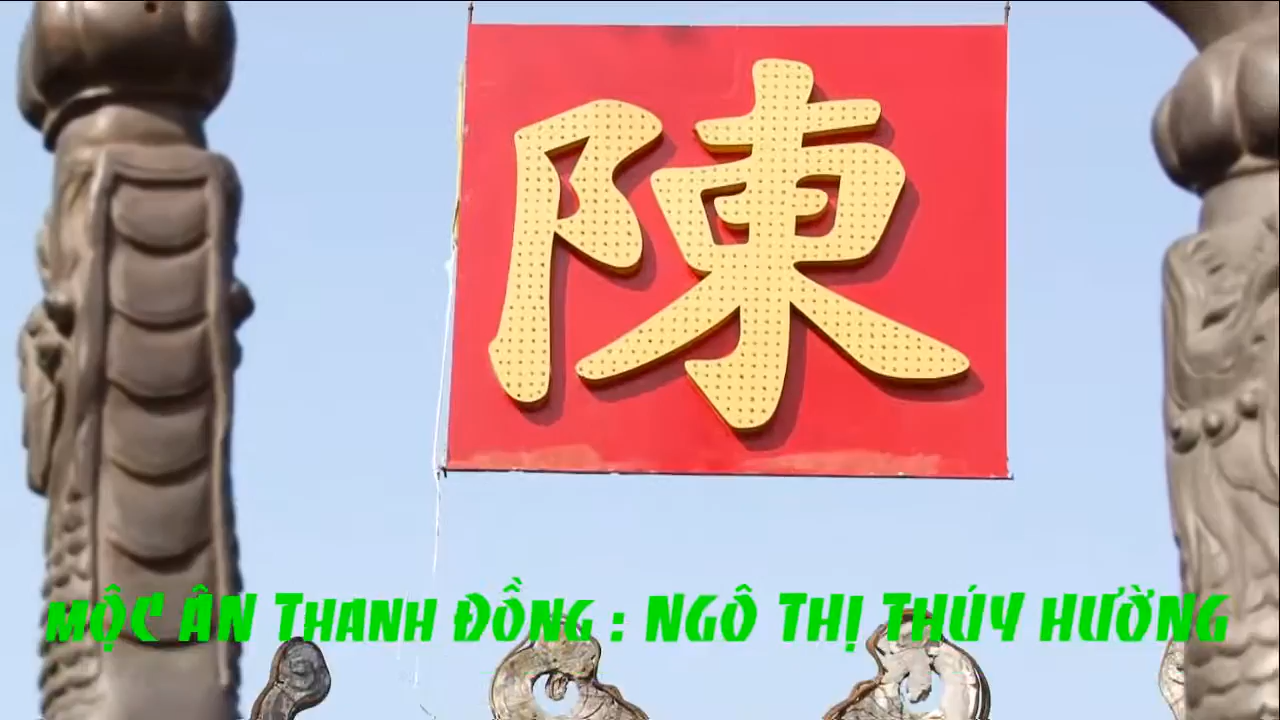 陳
MỘC ÂN THANH ĐỒNG : NGÔ THỊ THÚY HƯỜNG